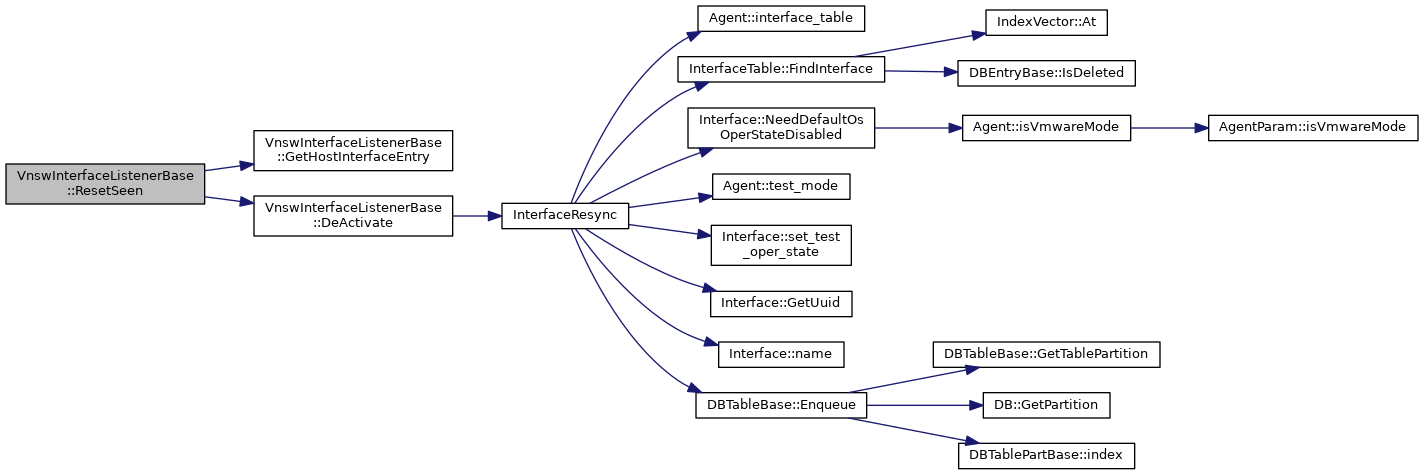 VnswInterfaceListenerBase
::ResetSeen
VnswInterfaceListenerBase
::GetHostInterfaceEntry
VnswInterfaceListenerBase
::DeActivate
InterfaceResync
Agent::interface_table
InterfaceTable::FindInterface
IndexVector::At
DBEntryBase::IsDeleted
Interface::NeedDefaultOs
OperStateDisabled
Agent::isVmwareMode
AgentParam::isVmwareMode
Agent::test_mode
Interface::set_test
_oper_state
Interface::GetUuid
Interface::name
DBTableBase::Enqueue
DBTableBase::GetTablePartition
DB::GetPartition
DBTablePartBase::index